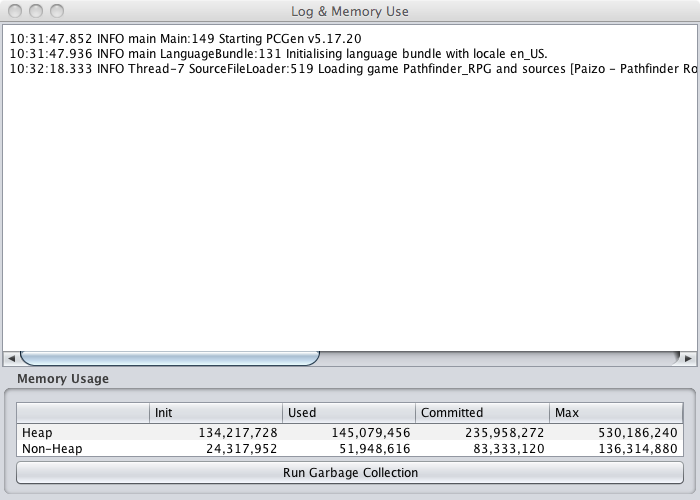 Log & Memory Use
10:31:47.852 INFO main Main:149 Starting PCGen v5.17.20
10:31:47.936 INFO main LanguageBundle:131 Initialising language bundle with locale en_US.
10:32:18.333 INFO Thread-7 SourceFileLoader:519 Loading game Pathfinder_RPG and sources [Paizo - Pathfinder Ro
Memory Usage
Init Used Committed Max
Heap 134,217,728 145,079,456 235,958,272 530,186,240
Non-Heap 24,317,952 51,948,616 83,333,120 136,314,880
Run Garbage Collection